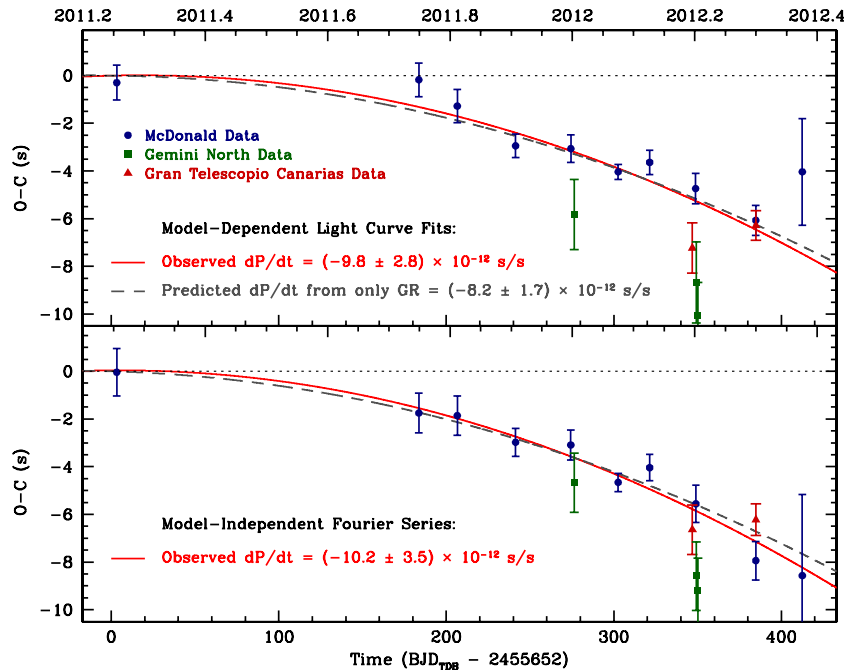 2011.2 2011.4 2011.6 2011.8 2012 2012.2 2012.4
0
−2
−4
−6
−8
−10
O−C (s)
McDonald Data
Gemini North Data
Gran Telescopio Canarias Data
Model−Dependent Light Curve Fits:
Observed dP/dt = (−9.8 ± 2.8) × 10⁻¹² s/s
Predicted dP/dt from only GR = (−8.2 ± 1.7) × 10⁻¹² s/s
0
−2
−4
−6
−8
−10
O−C (s)
Model−Independent Fourier Series:
Observed dP/dt = (−10.2 ± 3.5) × 10⁻¹² s/s
0 100 200 300 400
Time (BJD_TDB − 2455652)